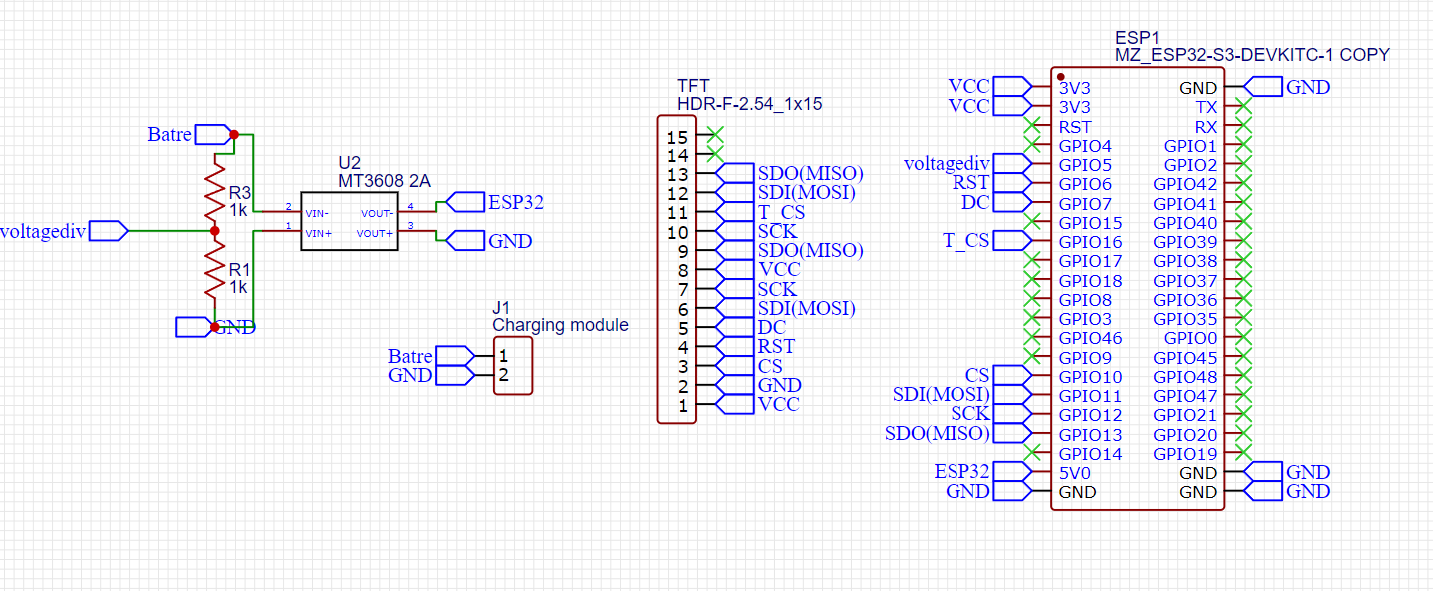 Batre
R3
1k
voltagediv
R1
1k
GND
U2
MT3608 2A
2 VIN- VOUT- 4
1 VIN+ VOUT+ 3
ESP32
GND
J1
Charging module
Batre 1
GND 2
TFT
HDR-F-2.54_1x15
15
14
13 SDO(MISO)
12 SDI(MOSI)
11 T_CS
10 SCK
9 SDO(MISO)
8 VCC
7 SCK
6 SDI(MOSI)
5 DC
4 RST
3 CS
2 GND
1 VCC
ESP1
MZ_ESP32-S3-DEVKITC-1 COPY
VCC 3V3 GND GND
VCC 3V3 TX
RST RX
GPIO4 GPIO1
voltagediv GPIO5 GPIO2
RST GPIO6 GPIO42
DC GPIO7 GPIO41
GPIO15 GPIO40
T_CS GPIO16 GPIO39
GPIO17 GPIO38
GPIO18 GPIO37
GPIO8 GPIO36
GPIO3 GPIO35
GPIO46 GPIO0
GPIO9 GPIO45
CS GPIO10 GPIO48
SDI(MOSI) GPIO11 GPIO47
SCK GPIO12 GPIO21
SDO(MISO) GPIO13 GPIO20
GPIO14 GPIO19
ESP32 5V0 GND GND
GND GND GND GND